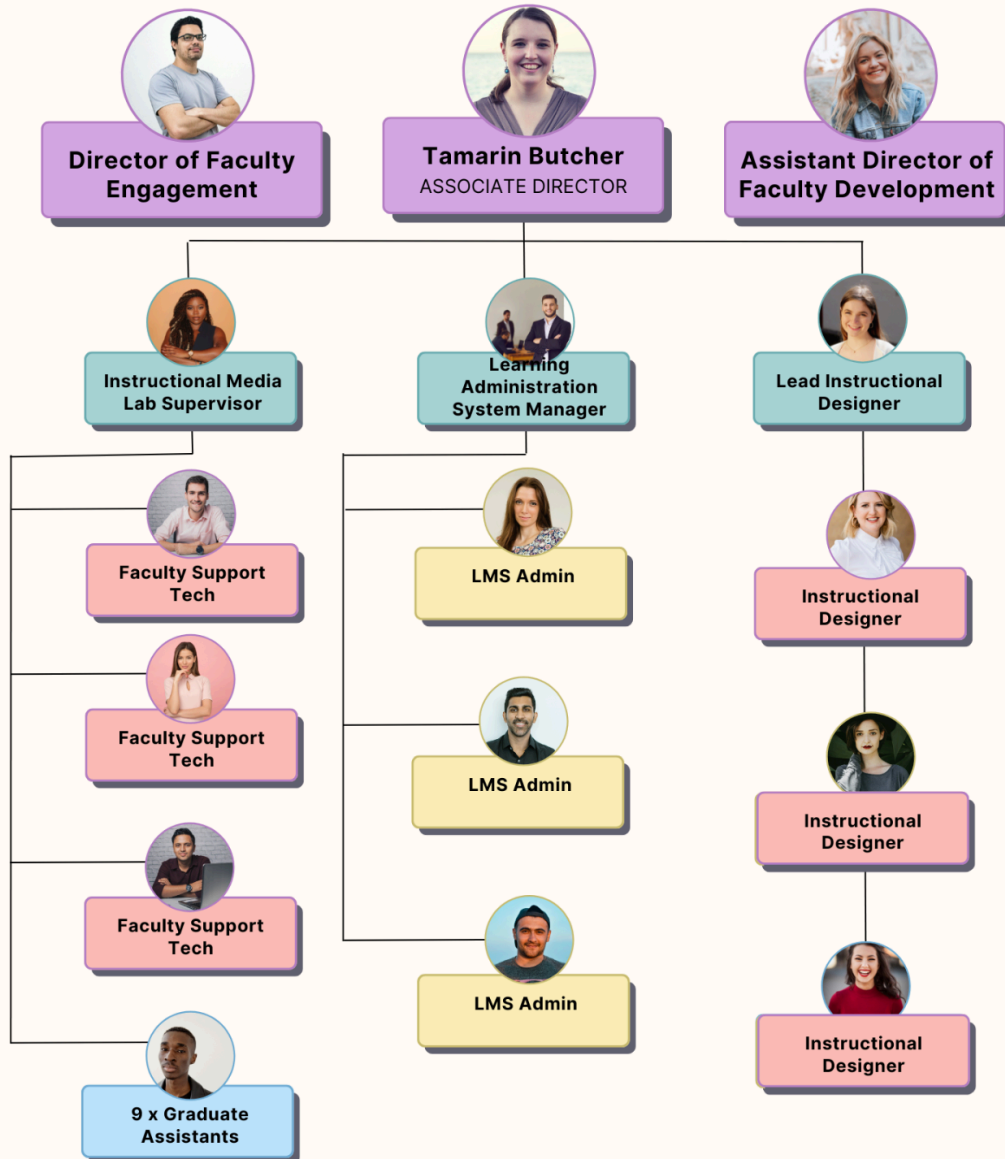 Director of Faculty
Engagement
Tamarin Butcher
ASSOCIATE DIRECTOR
Assistant Director of
Faculty Development
Instructional Media
Lab Supervisor
Learning
Administration
System Manager
Lead Instructional
Designer
Faculty Support
Tech
LMS Admin
Instructional
Designer
Faculty Support
Tech
LMS Admin
Instructional
Designer
Faculty Support
Tech
LMS Admin
Instructional
Designer
9 x Graduate
Assistants